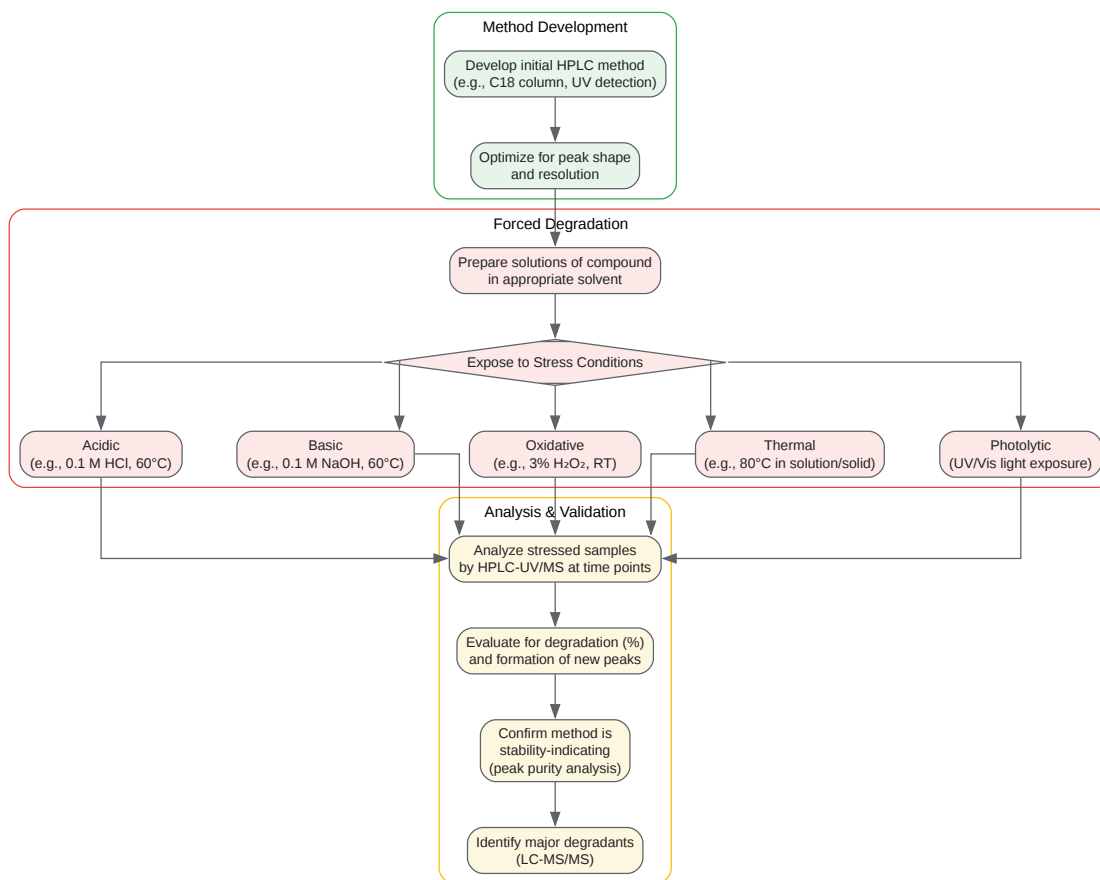 Method Development
Develop initial HPLC method
(e.g., C18 column, UV detection)
Optimize for peak shape
and resolution
Forced Degradation
Prepare solutions of compound
in appropriate solvent
Expose to Stress Conditions
Acidic
(e.g., 0.1 M HCl, 60°C)
Basic
(e.g., 0.1 M NaOH, 60°C)
Oxidative
(e.g., 3% H₂O₂, RT)
Thermal
(e.g., 80°C in solution/solid)
Photolytic
(UV/Vis light exposure)
Analysis & Validation
Analyze stressed samples
by HPLC-UV/MS at time points
Evaluate for degradation (%)
and formation of new peaks
Confirm method is
stability-indicating
(peak purity analysis)
Identify major degradants
(LC-MS/MS)